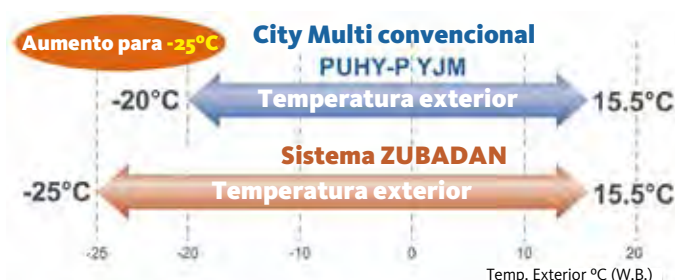 Aumento para -25ºC
City Multi convencional
PUHY-P YJM
-20°C Temperatura exterior 15.5°C
Sistema ZUBADAN
-25°C Temperatura exterior 15.5°C
-25 -20 -10 0 10 20
Temp. Exterior ºC (W.B.)